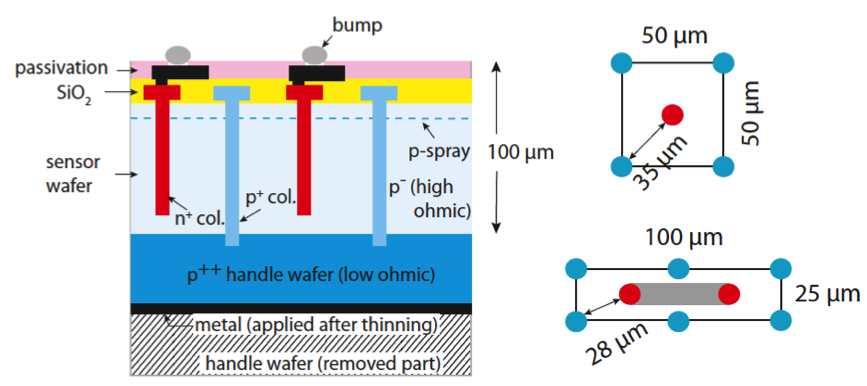 bump
passivation
SiO₂
sensor
wafer
n⁺ col.
p⁺ col.
p-spray
p⁻ (high
ohmic)
100 µm
p⁺⁺ handle wafer (low ohmic)
metal (applied after thinning)
handle wafer (removed part)
50 µm
50 µm
35 µm
100 µm
25 µm
28 µm